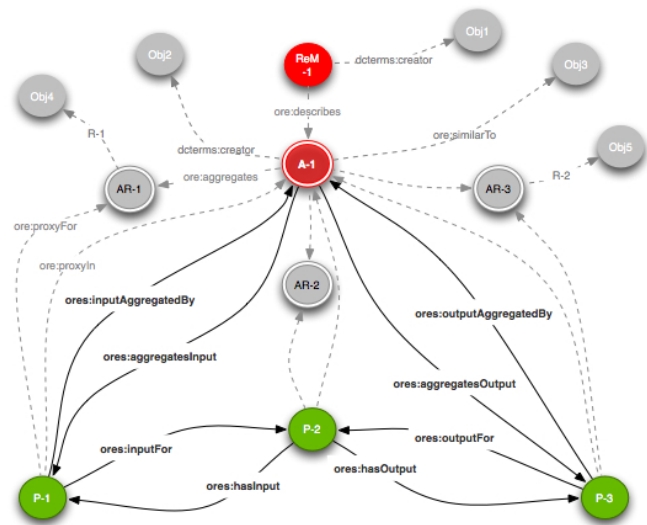 Obj1
ReM
-1
dcterms:creator
Obj2
Obj3
Obj4
ore:describes
R-1
dcterms:creator
ore:similarTo
Obj5
A-1
ore:aggregates
R-2
AR-1
AR-3
ore:proxyFor
ore:proxyIn
AR-2
ores:inputAggregatedBy
ores:outputAggregatedBy
ores:aggregatesInput
ores:aggregatesOutput
P-2
ores:inputFor
ores:outputFor
ores:hasInput
ores:hasOutput
P-1
P-3